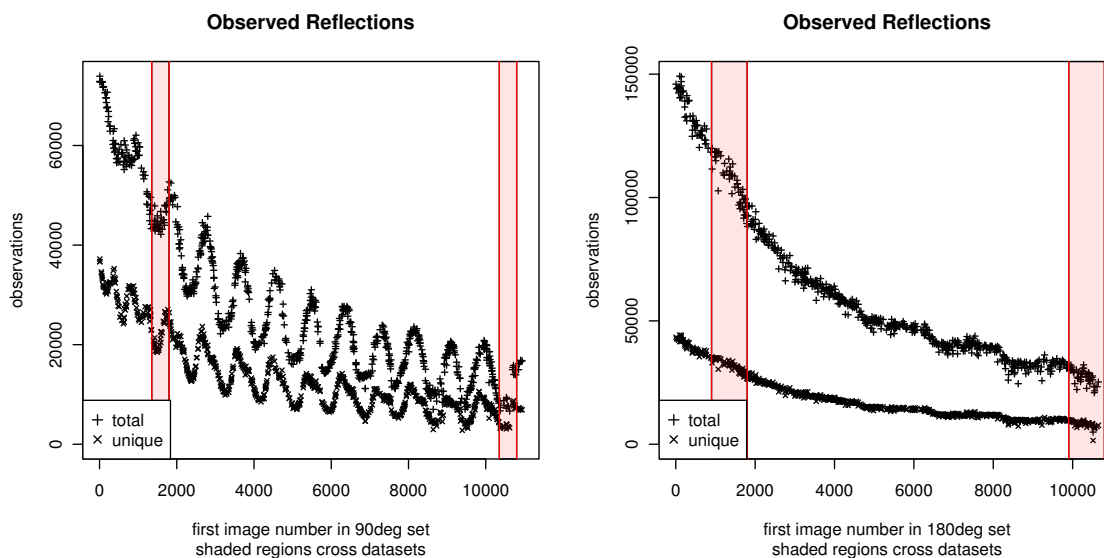 Observed Reflections
observations
60000
40000
20000
0
total
unique
0 2000 4000 6000 8000 10000
first image number in 90deg set
shaded regions cross datasets
Observed Reflections
observations
150000
100000
50000
0
total
unique
0 2000 4000 6000 8000 10000
first image number in 180deg set
shaded regions cross datasets